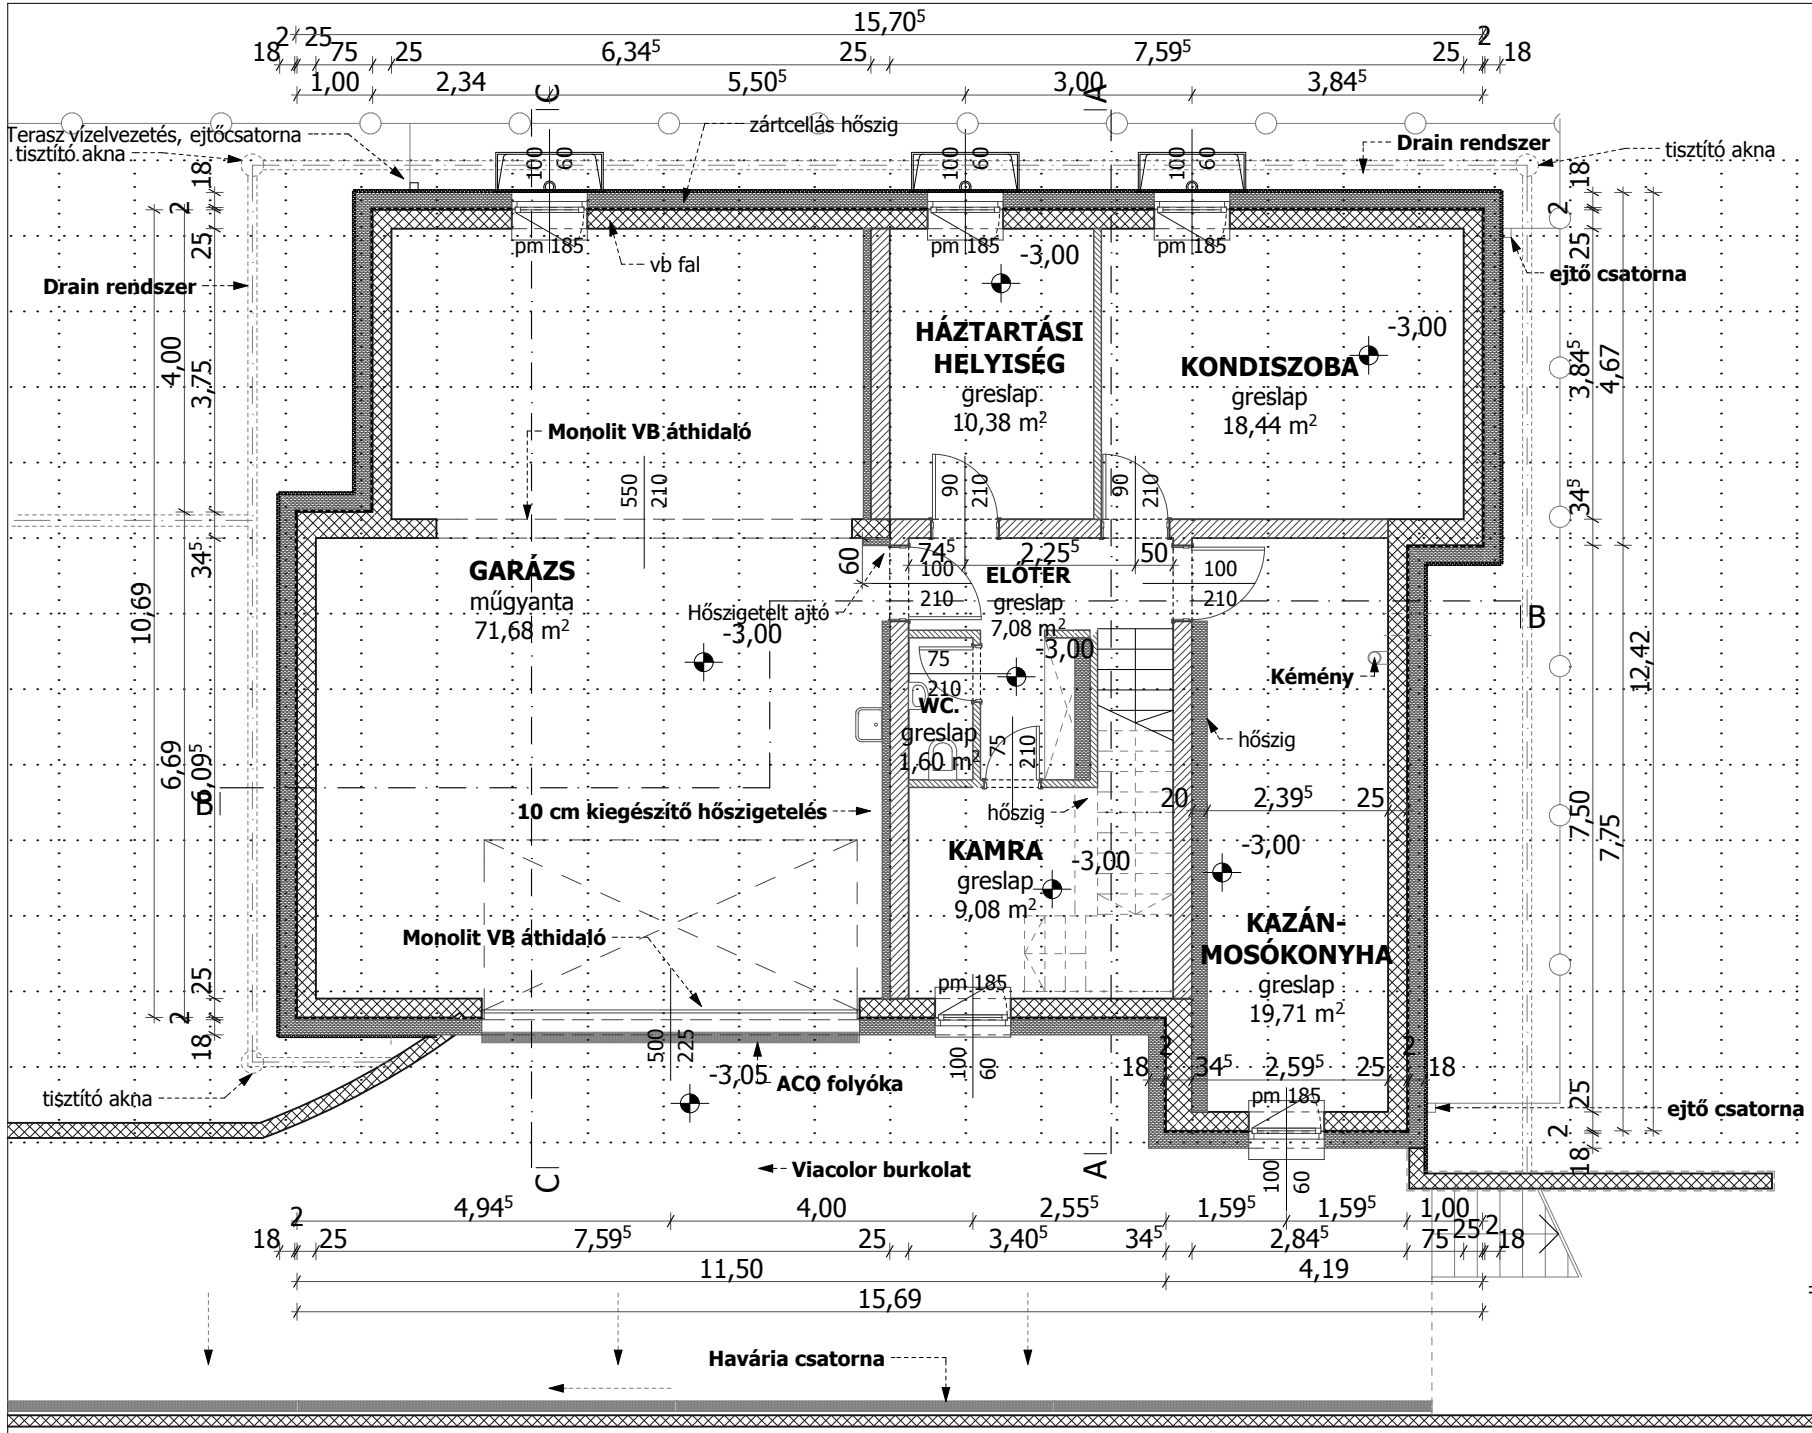 15,70⁵
2 25 2
18 75 25 6,34⁵ 25 7,59⁵ 25 18
1,00 2,34 5,50⁵ 3,00 3,84⁵
C A
Terasz vízelvezetés, ejtőcsatorna
tisztító akna
zártcellás hőszig
Drain rendszer
tisztító akna
100 60
100 60
100 60
18 2 25
18 2 25
pm 185 pm 185 pm 185
vb fal
-3,00
Drain rendszer
ejtő csatorna
4,00 3,75
HÁZTARTÁSI
HELYISÉG
greslap
10,38 m²
-3,00
KONDISZOBA
greslap
18,44 m²
3,84⁵ 4,67
Monolit VB áthidaló
550 210
90 210
90 210
34⁵
34⁵
60 74⁵ 2,25⁵ 50
GARÁZS
műgyanta
71,68 m²
-3,00
Hőszigetelt ajtó
100
210
ELŐTÉR
greslap
7,08 m²
-3,00
100
210
B
10,69
12,42
75
210
WC.
greslap
1,60 m²
75 210
Kémény
hőszig
6,69 6,09⁵
B
10 cm kiegészítő hőszigetelés
hőszig
20 2,39⁵ 25
7,50 7,75
KAMRA
greslap
9,08 m²
-3,00
-3,00
Monolit VB áthidaló
KAZÁN-
MOSÓKONYHA
greslap
19,71 m²
25 2 18
pm 185
500 225
100 60
-3,05
ACO folyóka
2 2
18 34⁵ 2,59⁵ 25 18
pm 185
tisztító akna
25 2 18
ejtő csatorna
Viacolor burkolat
100 60
C A
2 4,94⁵ 4,00 2,55⁵ 1,59⁵ 1,59⁵ 1,00
18 25 7,59⁵ 25 3,40⁵ 34⁵ 2,84⁵ 75 25 2 18
11,50 4,19
15,69
Havária csatorna